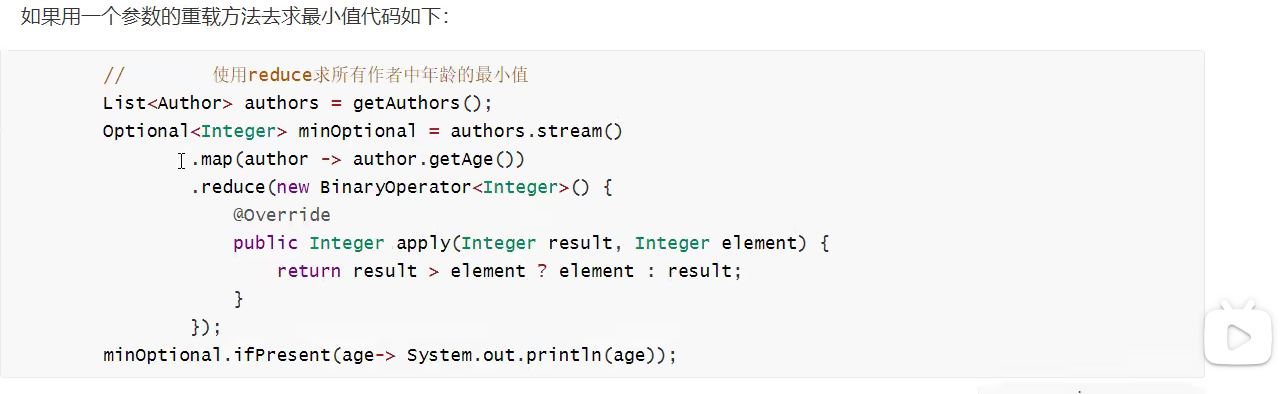 如果用一个参数的重载方法去求最小值代码如下：
//        使用reduce求所有作者中年龄的最小值
List<Author> authors = getAuthors();
Optional<Integer> minOptional = authors.stream()
        .map(author -> author.getAge())
        .reduce(new BinaryOperator<Integer>() {
            @Override
            public Integer apply(Integer result, Integer element) {
                return result > element ? element : result;
            }
        });
minOptional.ifPresent(age-> System.out.println(age));